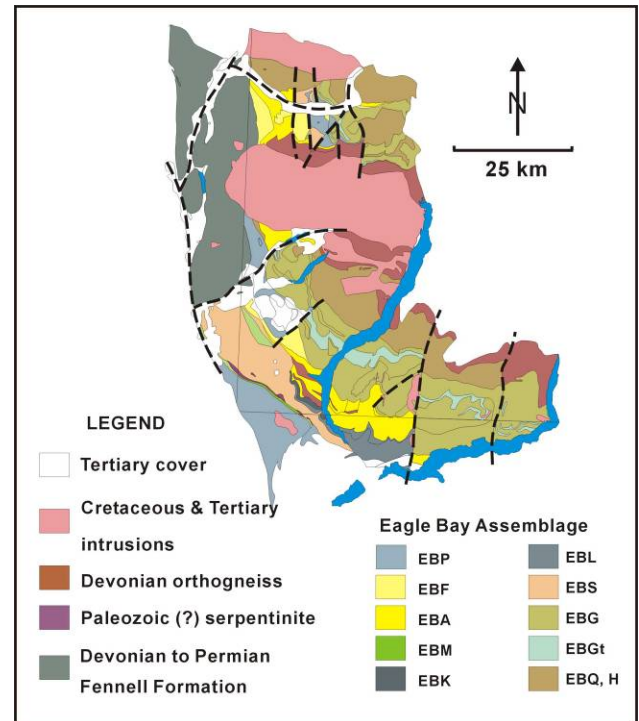 N
25 km
LEGEND
Tertiary cover
Cretaceous & Tertiary
intrusions
Devonian orthogneiss
Paleozoic (?) serpentinite
Devonian to Permian
Fennell Formation
Eagle Bay Assemblage
EBP
EBF
EBA
EBM
EBK
EBL
EBS
EBG
EBGt
EBQ, H